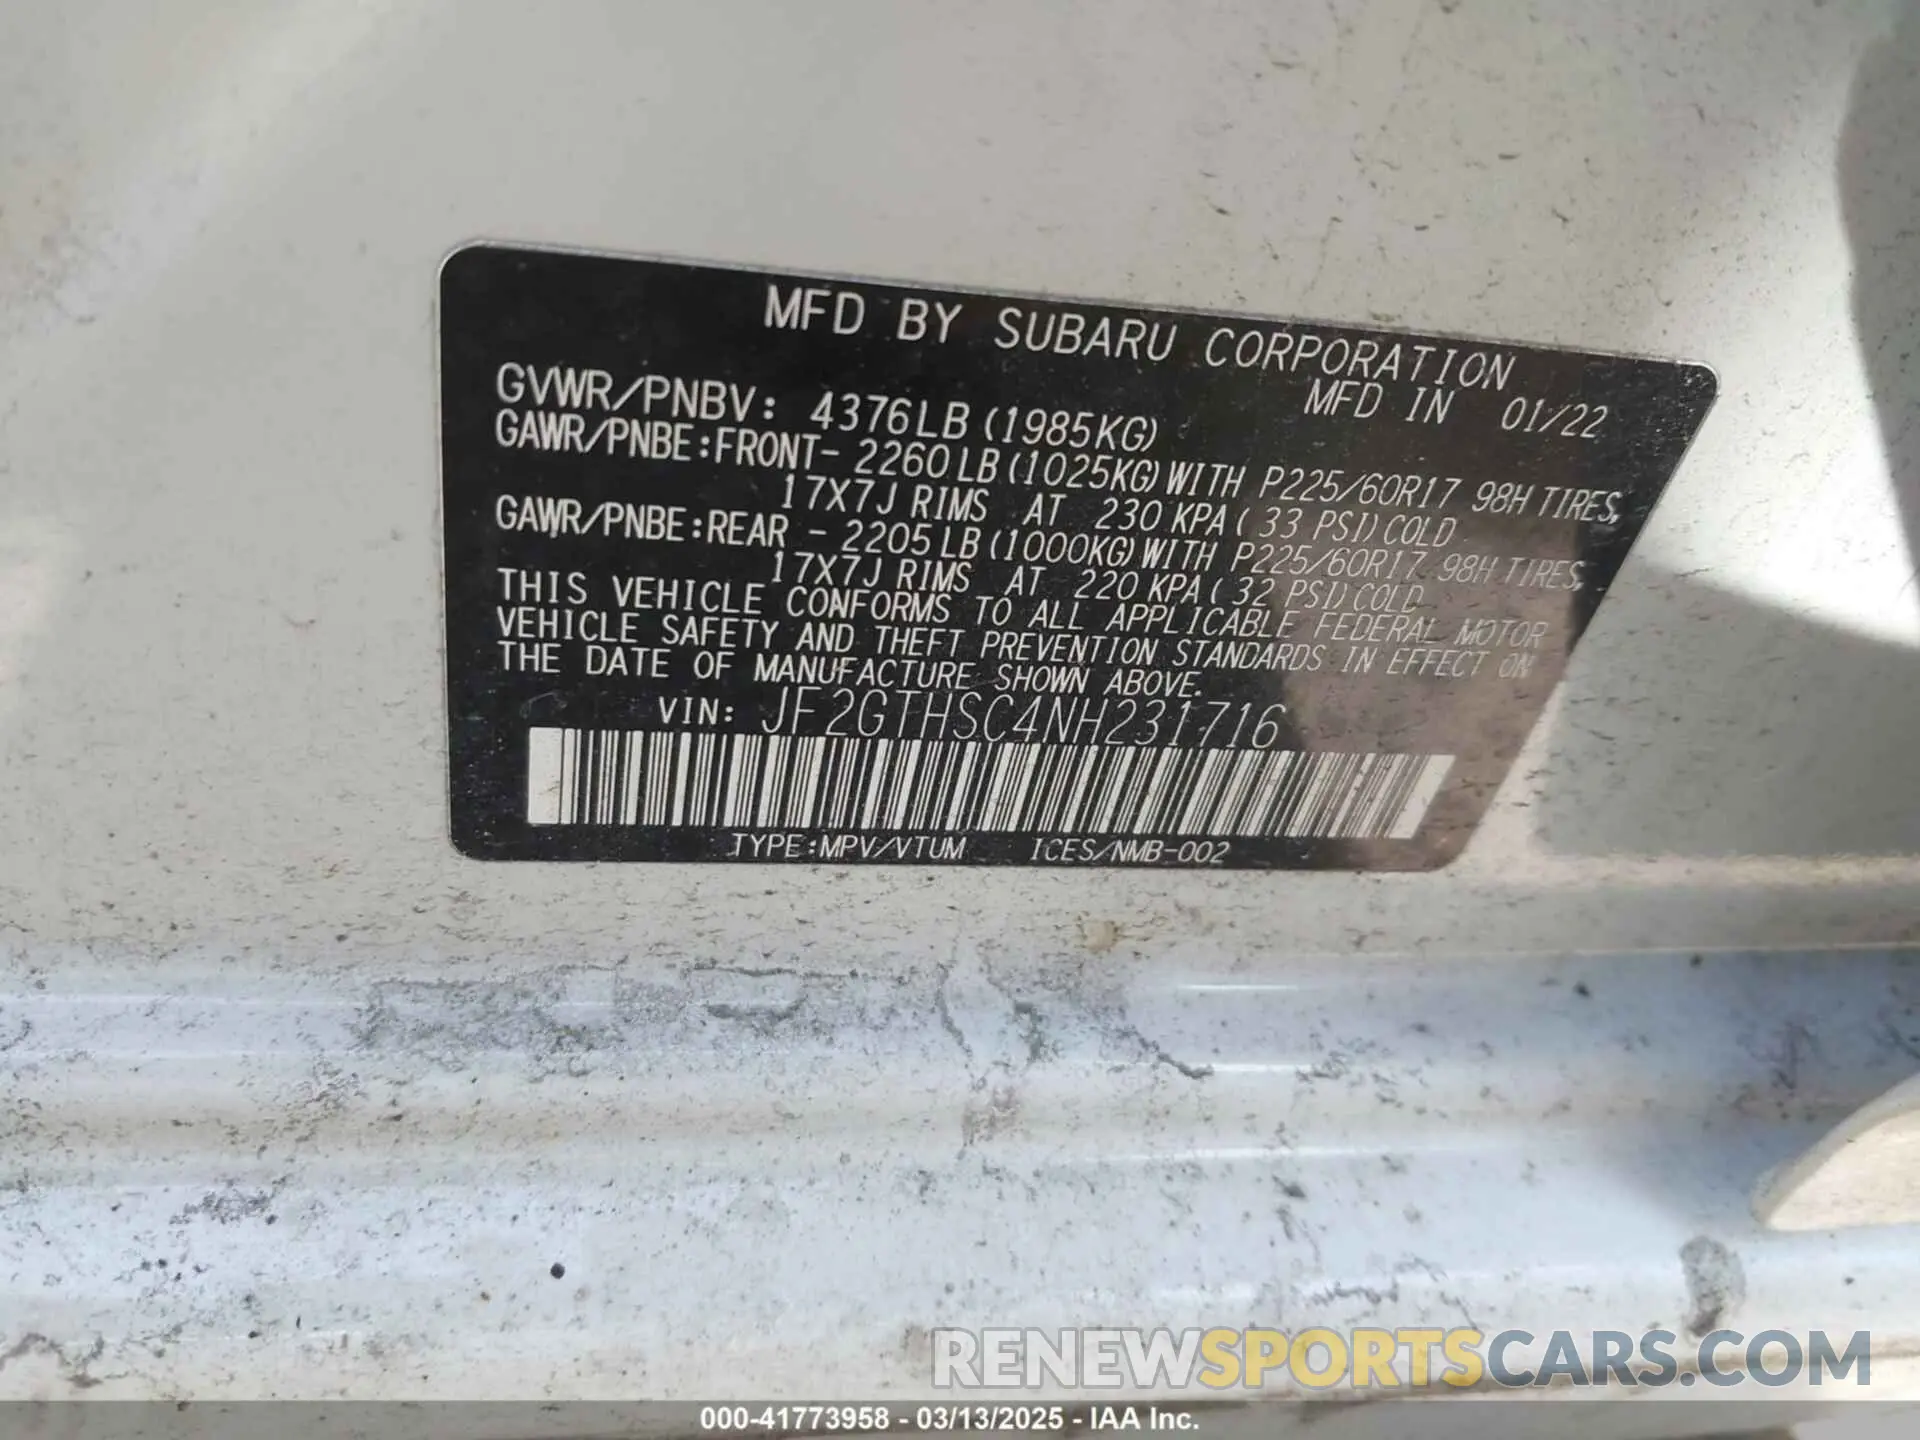 MFD BY SUBARU CORPORATION
MFD IN 01/22
GVWR/PNBV: 4376LB (1985KG)
GAWR/PNBE:FRONT- 2260LB (1025KG) WITH P225/60R17 98H TIRES,
17X7J RIMS AT 230 KPA ( 33 PSI) COLD
GAWR/PNBE:REAR - 2205LB (1000KG) WITH P225/60R17 98H TIRES,
17X7J RIMS AT 220 KPA ( 32 PSI) COLD
THIS VEHICLE CONFORMS TO ALL APPLICABLE FEDERAL MOTOR
VEHICLE SAFETY AND THEFT PREVENTION STANDARDS IN EFFECT ON
THE DATE OF MANUFACTURE SHOWN ABOVE.
VIN: JF2GTHSC4NH231716
TYPE:MPV/VTUM ICES/NMB-002
RENEWSPORTSCARS.COM
000-41773958 - 03/13/2025 - IAA Inc.